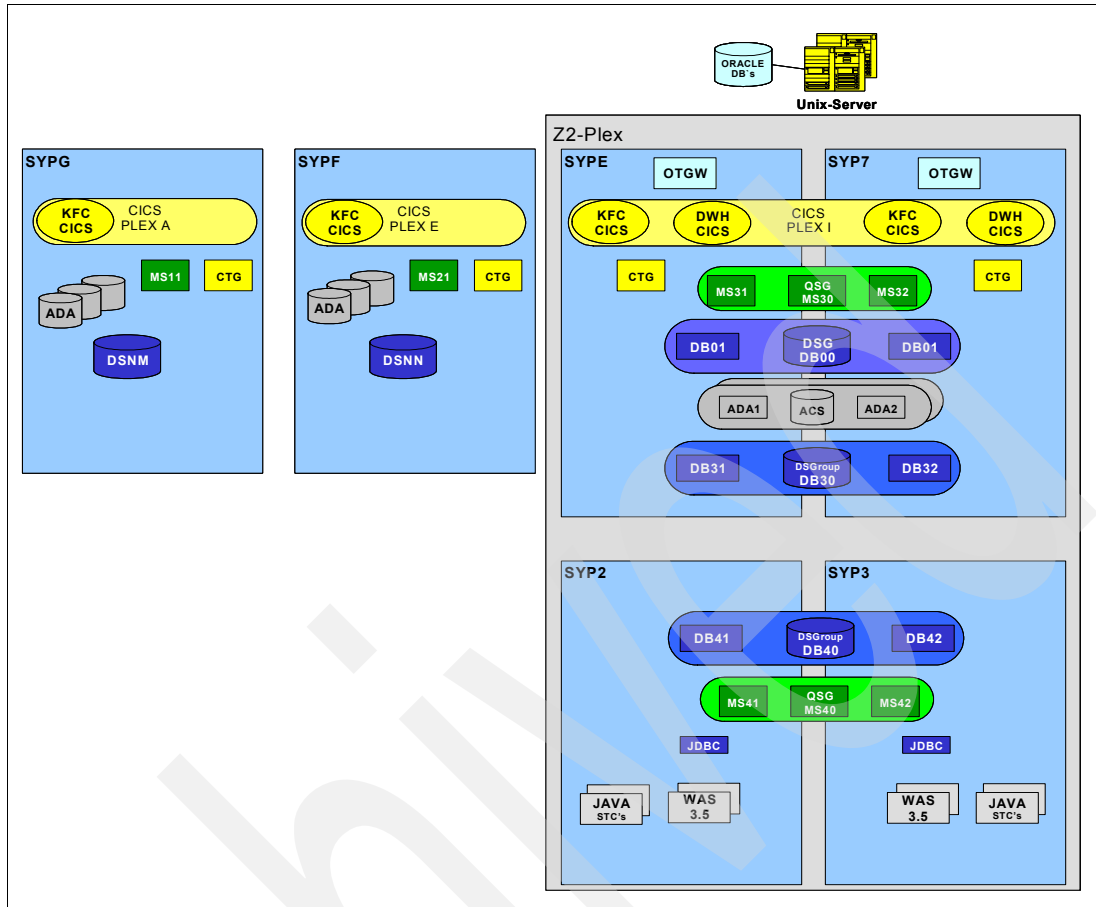 ORACLE
DB`s
Unix-Server
Z2-Plex
SYPG
SYPF
SYPE
SYP7
OTGW
OTGW
KFC
CICS
CICS
PLEX A
KFC
CICS
CICS
PLEX E
KFC
CICS
DWH
CICS
CICS
PLEX I
KFC
CICS
DWH
CICS
MS11
CTG
MS21
CTG
CTG
CTG
ADA
ADA
MS31
QSG
MS30
MS32
DSNM
DSNN
DB01
DSG
DB00
DB01
ADA1
ACS
ADA2
DB31
DSGroup
DB30
DB32
SYP2
SYP3
DB41
DSGroup
DB40
DB42
MS41
QSG
MS40
MS42
JDBC
JDBC
JAVA
STC's
WAS
3.5
WAS
3.5
JAVA
STC's